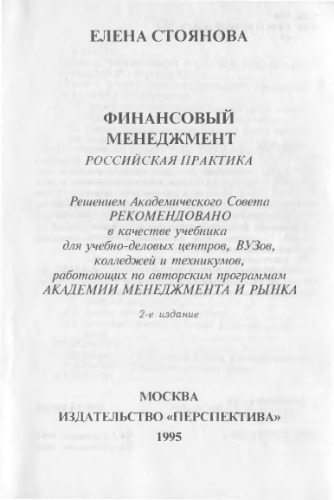 ЕЛЕНА СТОЯНОВА
ФИНАНСОВЫЙ
МЕНЕДЖМЕНТ
РОССИЙСКАЯ ПРАКТИКА
Решением Академического Совета
РЕКОМЕНДОВАНО
в качестве учебника
для учебно-деловых центров, ВУЗов,
колледжей и техникумов,
работающих по авторским программам
АКАДЕМИИ МЕНЕДЖМЕНТА И РЫНКА
2-е издание
МОСКВА
ИЗДАТЕЛЬСТВО «ПЕРСПЕКТИВА»
1995